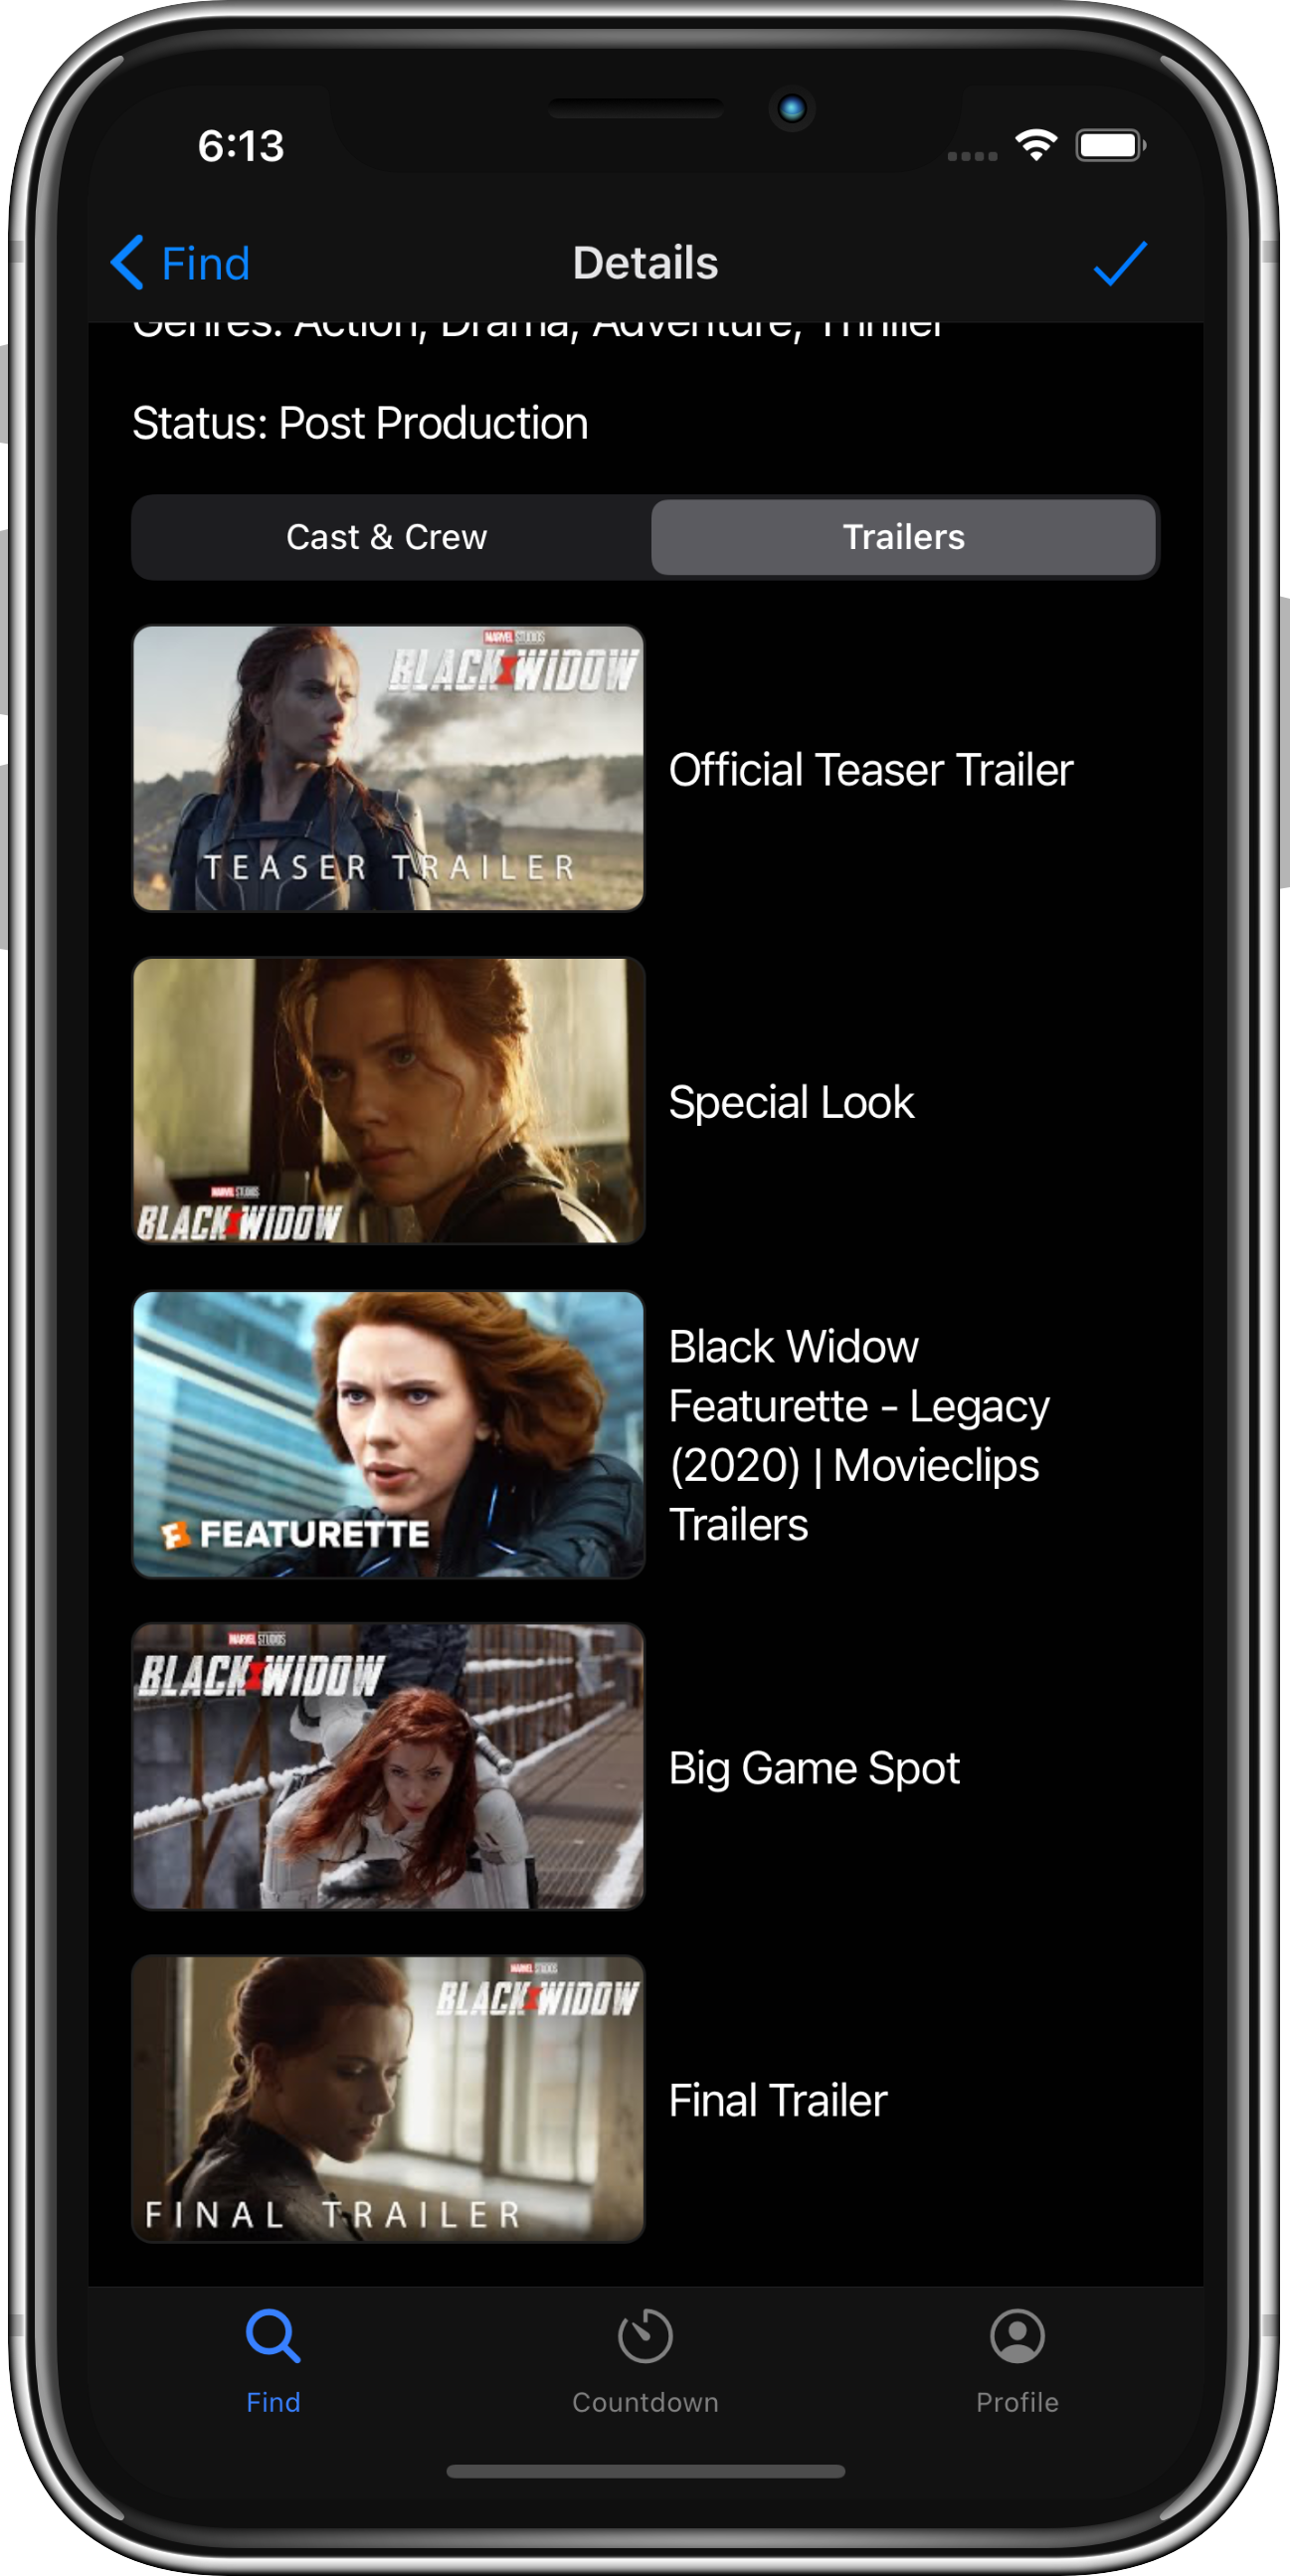 6:13
Find
Details
Genres: Action, Drama, Adventure, Thriller
Status: Post Production
Cast & Crew
Trailers
MARVEL STUDIOS
BLACK WIDOW
TEASER TRAILER
Official Teaser Trailer
MARVEL STUDIOS
BLACK WIDOW
Special Look
FEATURETTE
Black Widow
Featurette - Legacy
(2020) | Movieclips
Trailers
MARVEL STUDIOS
BLACK WIDOW
Big Game Spot
MARVEL STUDIOS
BLACK WIDOW
FINAL TRAILER
Final Trailer
Find
Countdown
Profile